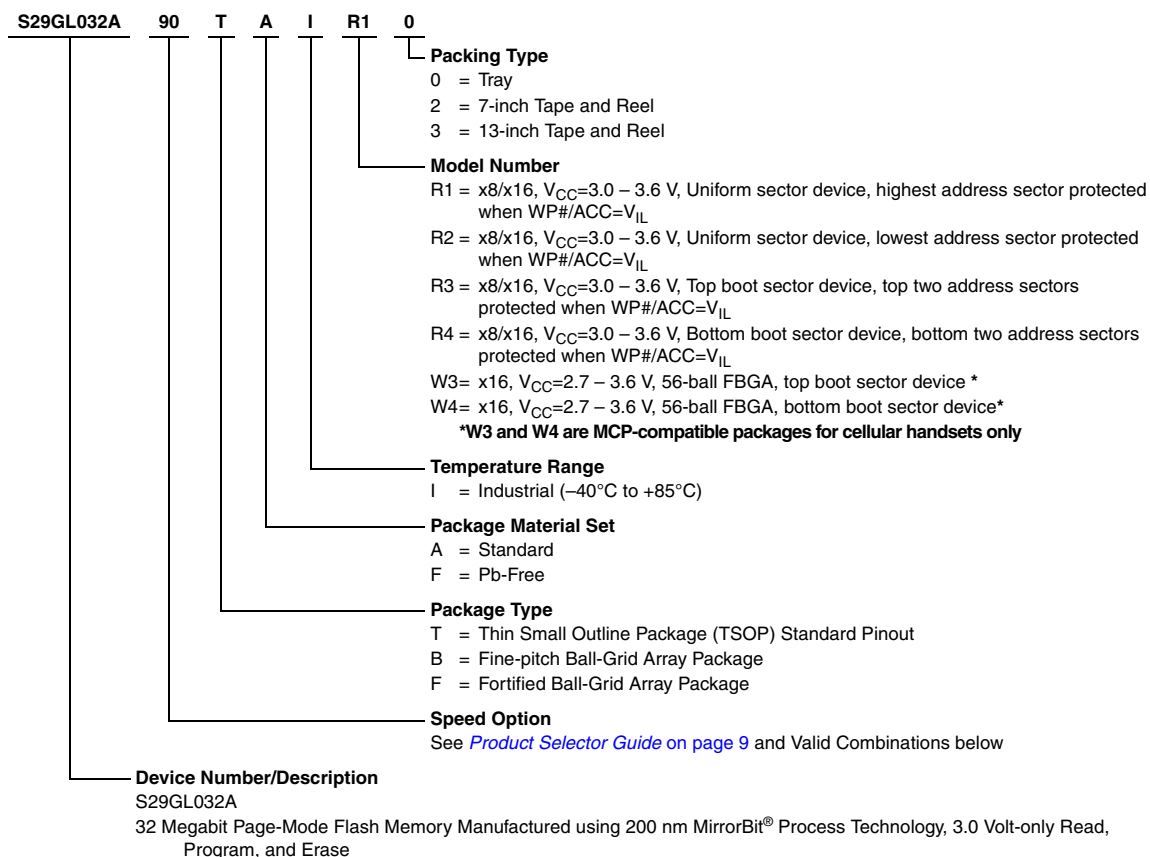 S29GL032A 90 T A I R1 0
Packing Type
0 = Tray
2 = 7-inch Tape and Reel
3 = 13-inch Tape and Reel
Model Number
R1 = x8/x16, VCC=3.0 – 3.6 V, Uniform sector device, highest address sector protected
when WP#/ACC=VIL
R2 = x8/x16, VCC=3.0 – 3.6 V, Uniform sector device, lowest address sector protected
when WP#/ACC=VIL
R3 = x8/x16, VCC=3.0 – 3.6 V, Top boot sector device, top two address sectors
protected when WP#/ACC=VIL
R4 = x8/x16, VCC=3.0 – 3.6 V, Bottom boot sector device, bottom two address sectors
protected when WP#/ACC=VIL
W3= x16, VCC=2.7 – 3.6 V, 56-ball FBGA, top boot sector device *
W4= x16, VCC=2.7 – 3.6 V, 56-ball FBGA, bottom boot sector device*
*W3 and W4 are MCP-compatible packages for cellular handsets only
Temperature Range
I = Industrial (–40°C to +85°C)
Package Material Set
A = Standard
F = Pb-Free
Package Type
T = Thin Small Outline Package (TSOP) Standard Pinout
B = Fine-pitch Ball-Grid Array Package
F = Fortified Ball-Grid Array Package
Speed Option
See Product Selector Guide on page 9 and Valid Combinations below
Device Number/Description
S29GL032A
32 Megabit Page-Mode Flash Memory Manufactured using 200 nm MirrorBit® Process Technology, 3.0 Volt-only Read,
Program, and Erase